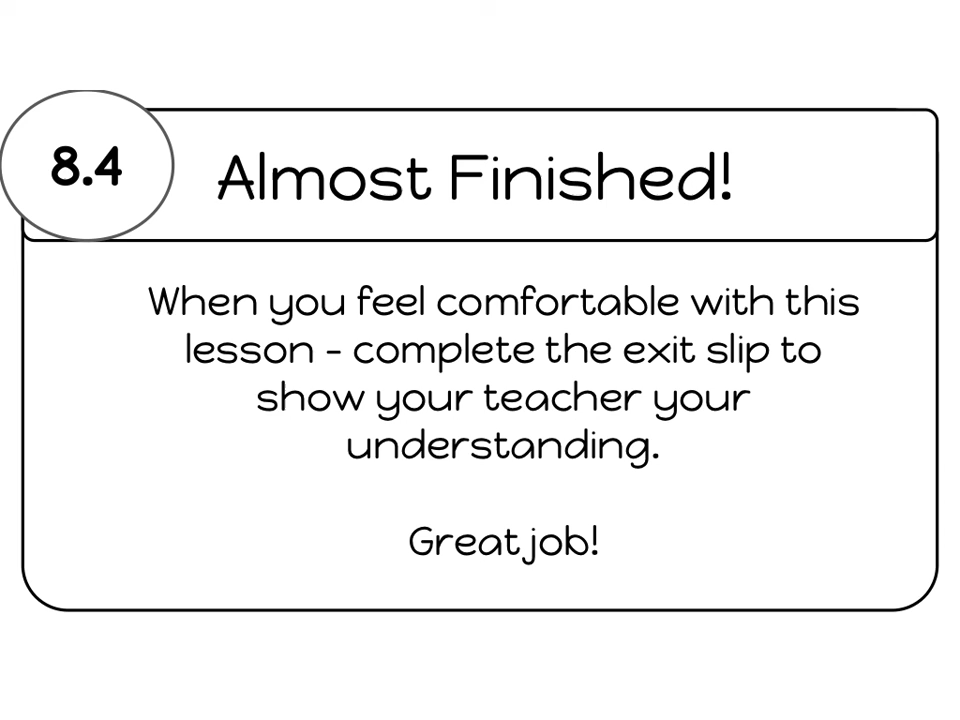 8.4
Almost Finished!
When you feel comfortable with this
lesson - complete the exit slip to
show your teacher your
understanding.
Great job!